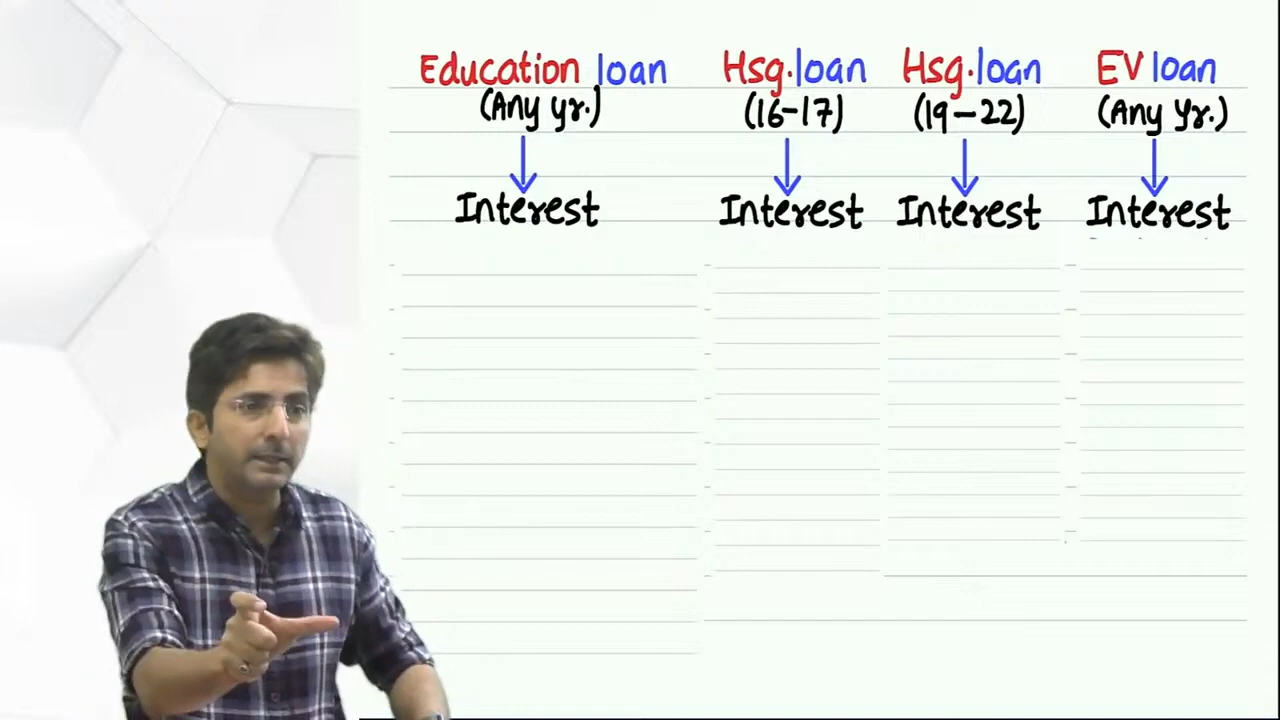 Education loan Hsg. loan Hsg. loan EV loan
(Any yr.) (16-17) (19-22) (Any Yr.)
Interest Interest Interest Interest